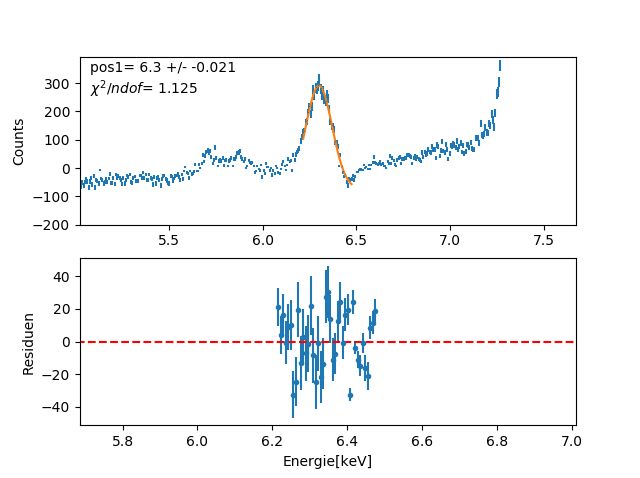 pos1= 6.3 +/- -0.021
χ²/ndof= 1.125
Counts
300
200
100
0
−100
−200
5.5 6.0 6.5 7.0 7.5
Residuen
40
20
0
−20
−40
5.8 6.0 6.2 6.4 6.6 6.8 7.0
Energie[keV]